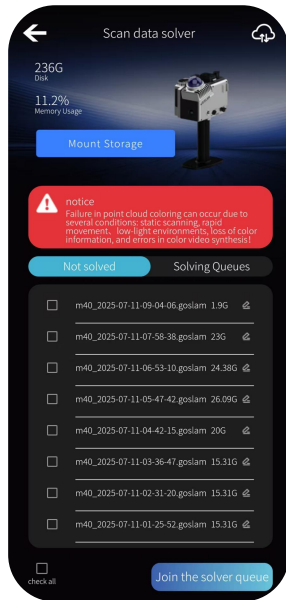 Scan data solver
236G
Disk
11.2%
Memory Usage
Mount Storage
notice
Failure in point cloud coloring can occur due to
several conditions: static scanning, rapid
movement、low-light environments, loss of color
information, and errors in color video synthesis!
Not solved
Solving Queues
m40_2025-07-11-09-04-06.goslam 1.9G
m40_2025-07-11-07-58-38.goslam 23G
m40_2025-07-11-06-53-10.goslam 24.38G
m40_2025-07-11-05-47-42.goslam 26.09G
m40_2025-07-11-04-42-15.goslam 20G
m40_2025-07-11-03-36-47.goslam 15.31G
m40_2025-07-11-02-31-20.goslam 15.31G
m40_2025-07-11-01-25-52.goslam 15.31G
check all
Join the solver queue